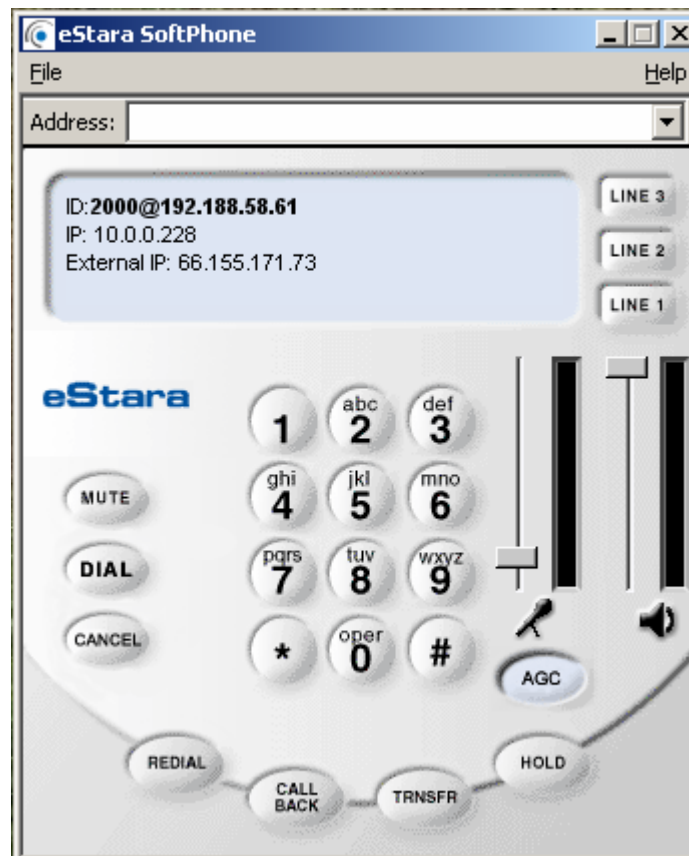 eStara SoftPhone
File Help
Address:
ID:2000@192.188.58.61
IP: 10.0.0.228
External IP: 66.155.171.73
LINE 3
LINE 2
LINE 1
eStara
1 abc 2 def 3
ghi 4 jkl 5 mno 6
pqrs 7 tuv 8 wxyz 9
* oper 0 #
MUTE
DIAL
CANCEL
AGC
REDIAL
CALL
BACK
TRNSFR
HOLD